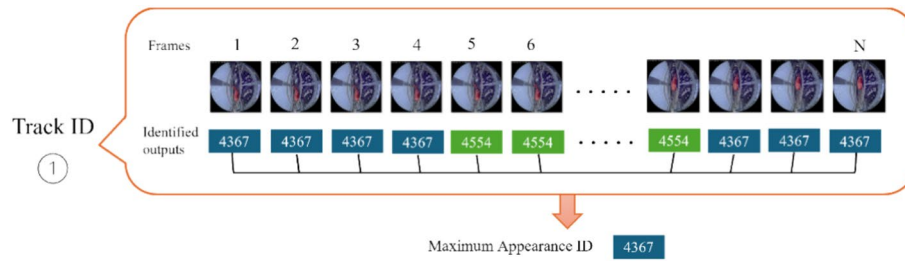 Frames 1 2 3 4 5 6 N
Track ID
1
Identified
outputs
4367 4367 4367 4367 4554 4554 ..... 4554 4367 4367 4367
Maximum Appearance ID 4367